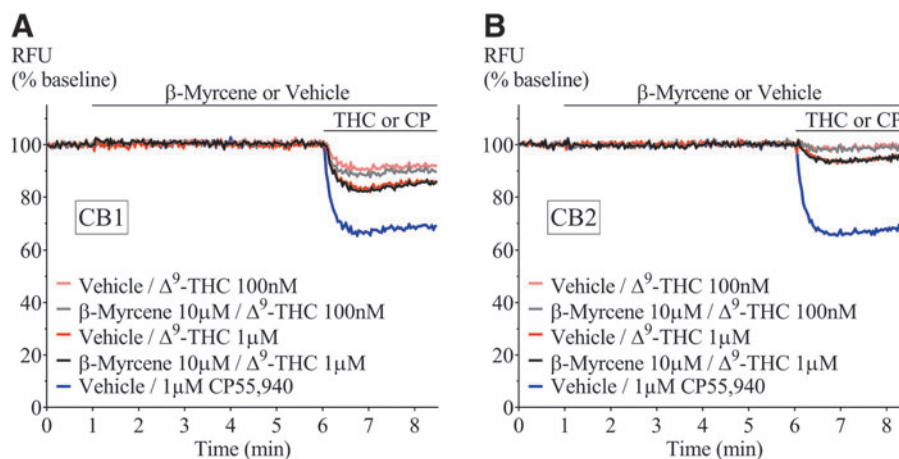 A
RFU
(% baseline)
β-Myrcene or Vehicle
THC or CP
100
80
60
40
20
0
CB1
Vehicle / Δ⁹-THC 100nM
β-Myrcene 10µM / Δ⁹-THC 100nM
Vehicle / Δ⁹-THC 1µM
β-Myrcene 10µM / Δ⁹-THC 1µM
Vehicle / 1µM CP55,940
0 1 2 3 4 5 6 7 8
Time (min)
B
RFU
(% baseline)
β-Myrcene or Vehicle
THC or CP
100
80
60
40
20
0
CB2
Vehicle / Δ⁹-THC 100nM
β-Myrcene 10µM / Δ⁹-THC 100nM
Vehicle / Δ⁹-THC 1µM
β-Myrcene 10µM / Δ⁹-THC 1µM
Vehicle / 1µM CP55,940
0 1 2 3 4 5 6 7 8
Time (min)